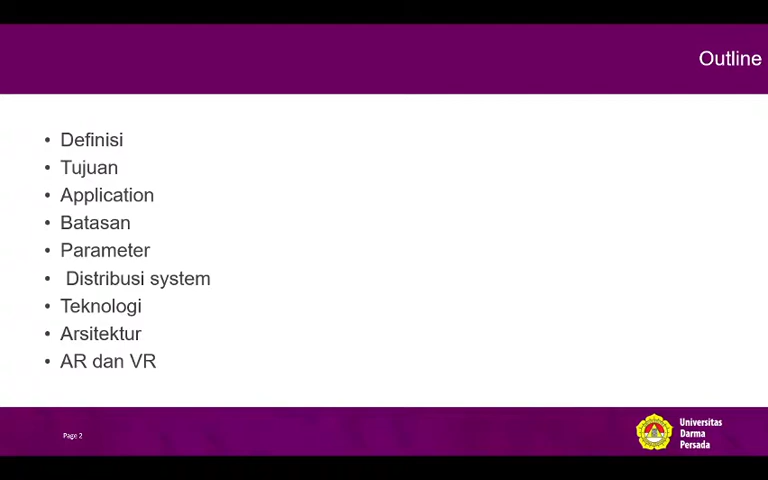 Outline
• Definisi
• Tujuan
• Application
• Batasan
• Parameter
• Distribusi system
• Teknologi
• Arsitektur
• AR dan VR
Page 2
Universitas
Darma
Persada